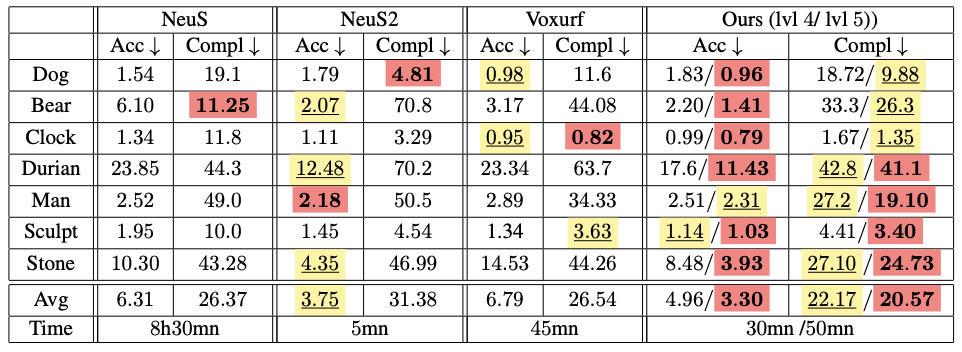 NeuS NeuS2 Voxurf Ours (lvl 4/ lvl 5))
Acc ↓ Compl ↓ Acc ↓ Compl ↓ Acc ↓ Compl ↓ Acc ↓ Compl ↓
Dog 1.54 19.1 1.79 4.81 0.98 11.6 1.83/0.96 18.72/9.88
Bear 6.10 11.25 2.07 70.8 3.17 44.08 2.20/1.41 33.3/26.3
Clock 1.34 11.8 1.11 3.29 0.95 0.82 0.99/0.79 1.67/1.35
Durian 23.85 44.3 12.48 70.2 23.34 63.7 17.6/11.43 42.8/41.1
Man 2.52 49.0 2.18 50.5 2.89 34.33 2.51/2.31 27.2/19.10
Sculpt 1.95 10.0 1.45 4.54 1.34 3.63 1.14/1.03 4.41/3.40
Stone 10.30 43.28 4.35 46.99 14.53 44.26 8.48/3.93 27.10/24.73
Avg 6.31 26.37 3.75 31.38 6.79 26.54 4.96/3.30 22.17/20.57
Time 8h30mn 5mn 45mn 30mn /50mn